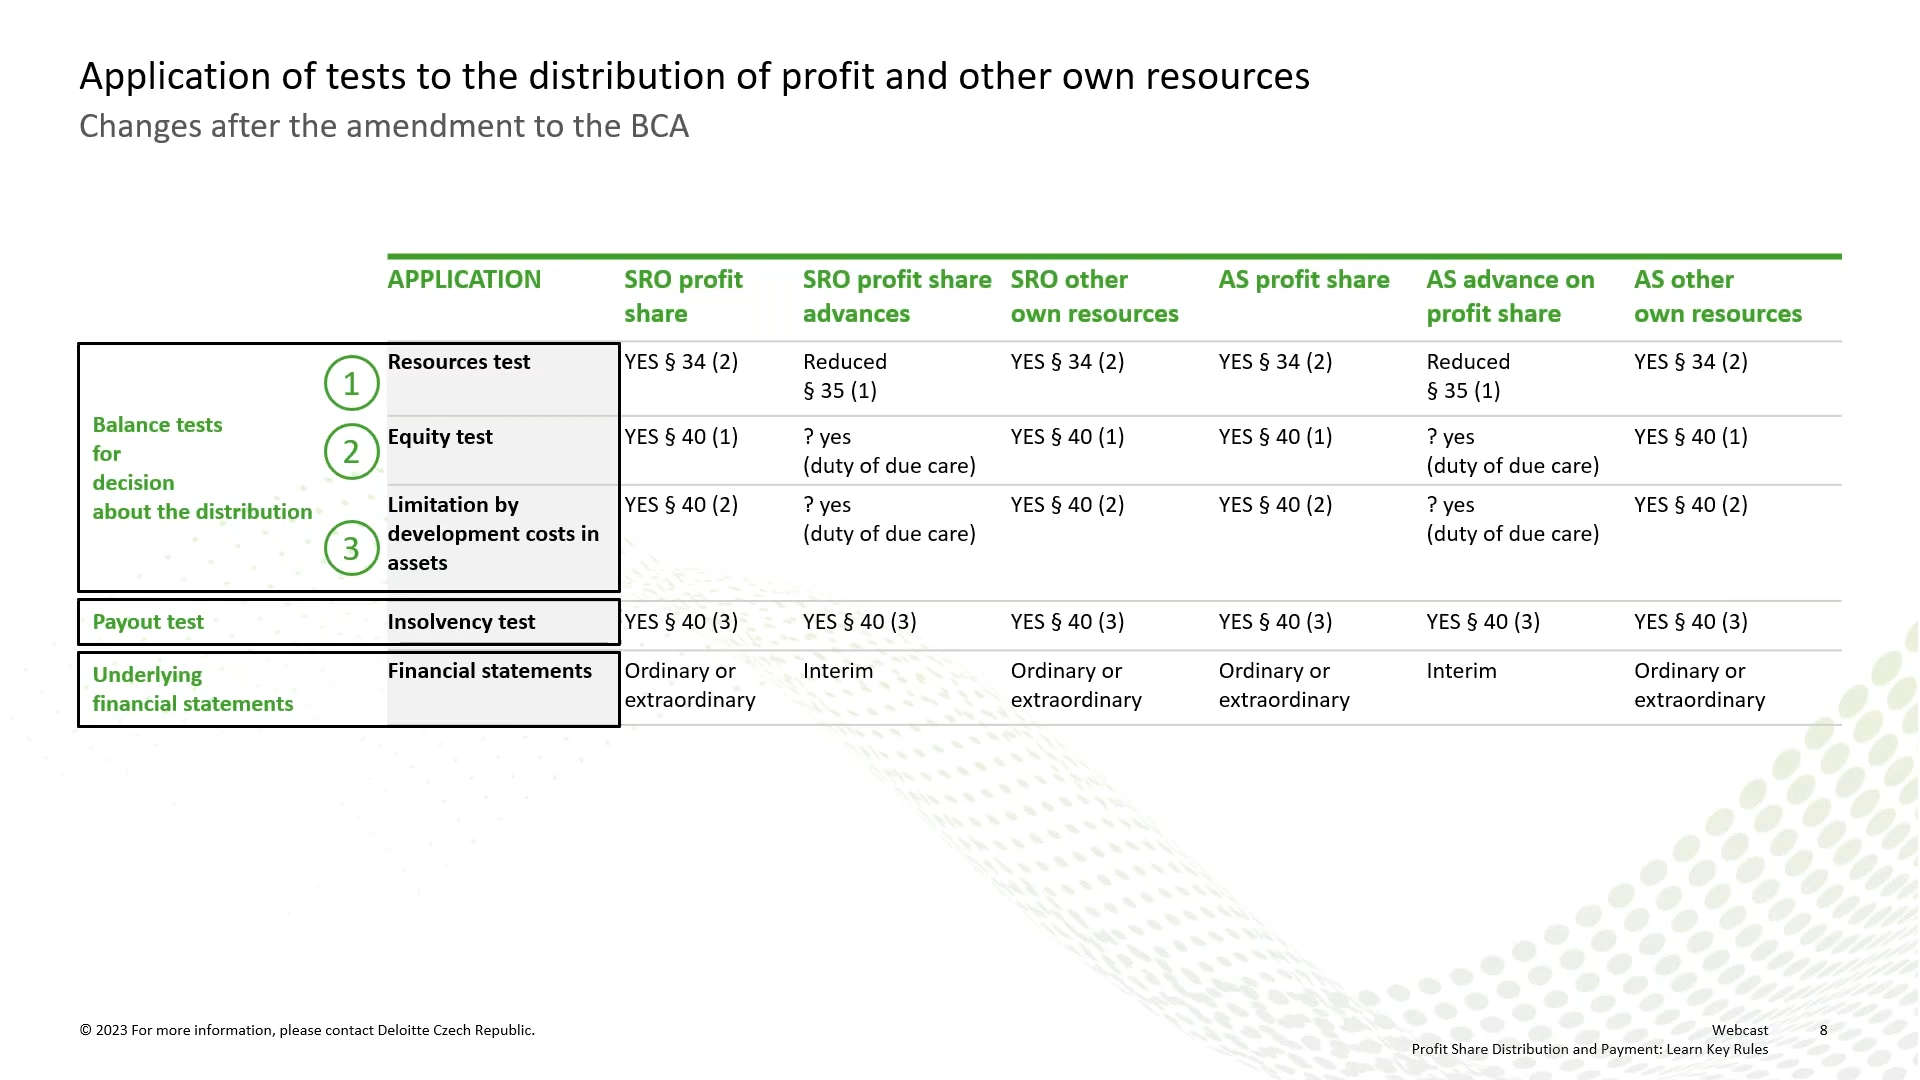 Application of tests to the distribution of profit and other own resources
Changes after the amendment to the BCA
APPLICATION
SRO profit
share
SRO profit share
advances
SRO other
own resources
AS profit share
AS advance on
profit share
AS other
own resources
Balance tests
for
decision
about the distribution
1
Resources test
YES § 34 (2)
Reduced
§ 35 (1)
YES § 34 (2)
YES § 34 (2)
Reduced
§ 35 (1)
YES § 34 (2)
2
Equity test
YES § 40 (1)
? yes
(duty of due care)
YES § 40 (1)
YES § 40 (1)
? yes
(duty of due care)
YES § 40 (1)
3
Limitation by
development costs in
assets
YES § 40 (2)
? yes
(duty of due care)
YES § 40 (2)
YES § 40 (2)
? yes
(duty of due care)
YES § 40 (2)
Payout test
Insolvency test
YES § 40 (3)
YES § 40 (3)
YES § 40 (3)
YES § 40 (3)
YES § 40 (3)
YES § 40 (3)
Underlying
financial statements
Financial statements
Ordinary or
extraordinary
Interim
Ordinary or
extraordinary
Ordinary or
extraordinary
Interim
Ordinary or
extraordinary
© 2023 For more information, please contact Deloitte Czech Republic.
Webcast
8
Profit Share Distribution and Payment: Learn Key Rules